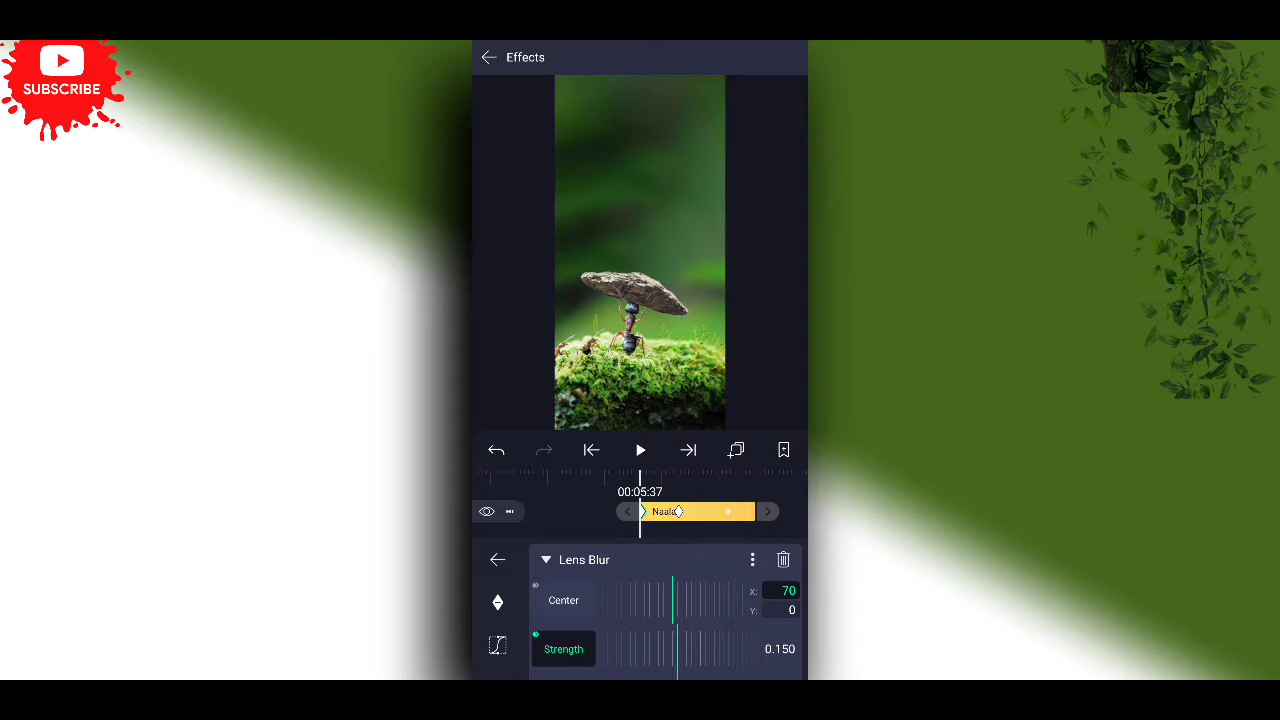 SUBSCRIBE
Effects
00:05:37
Naala
Lens Blur
Center
X: 70
Y: 0
Strength
0.150